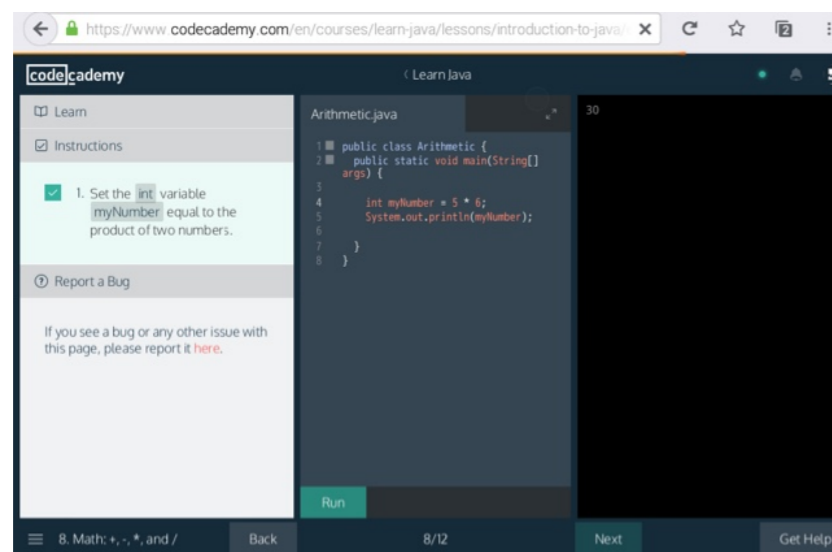 https://www.codecademy.com/en/courses/learn-java/lessons/introduction-to-java/
2
codecademy
Learn Java
Learn
Instructions
1. Set the int variable
myNumber equal to the
product of two numbers.
Report a Bug
If you see a bug or any other issue with
this page, please report it here.
Arithmetic.java
1 public class Arithmetic {
2 public static void main(String[]
args) {
3
4 int myNumber = 5 * 6;
5 System.out.println(myNumber);
6
7 }
8 }
Run
30
8. Math: +, -, *, and /
Back
8/12
Next
Get Help